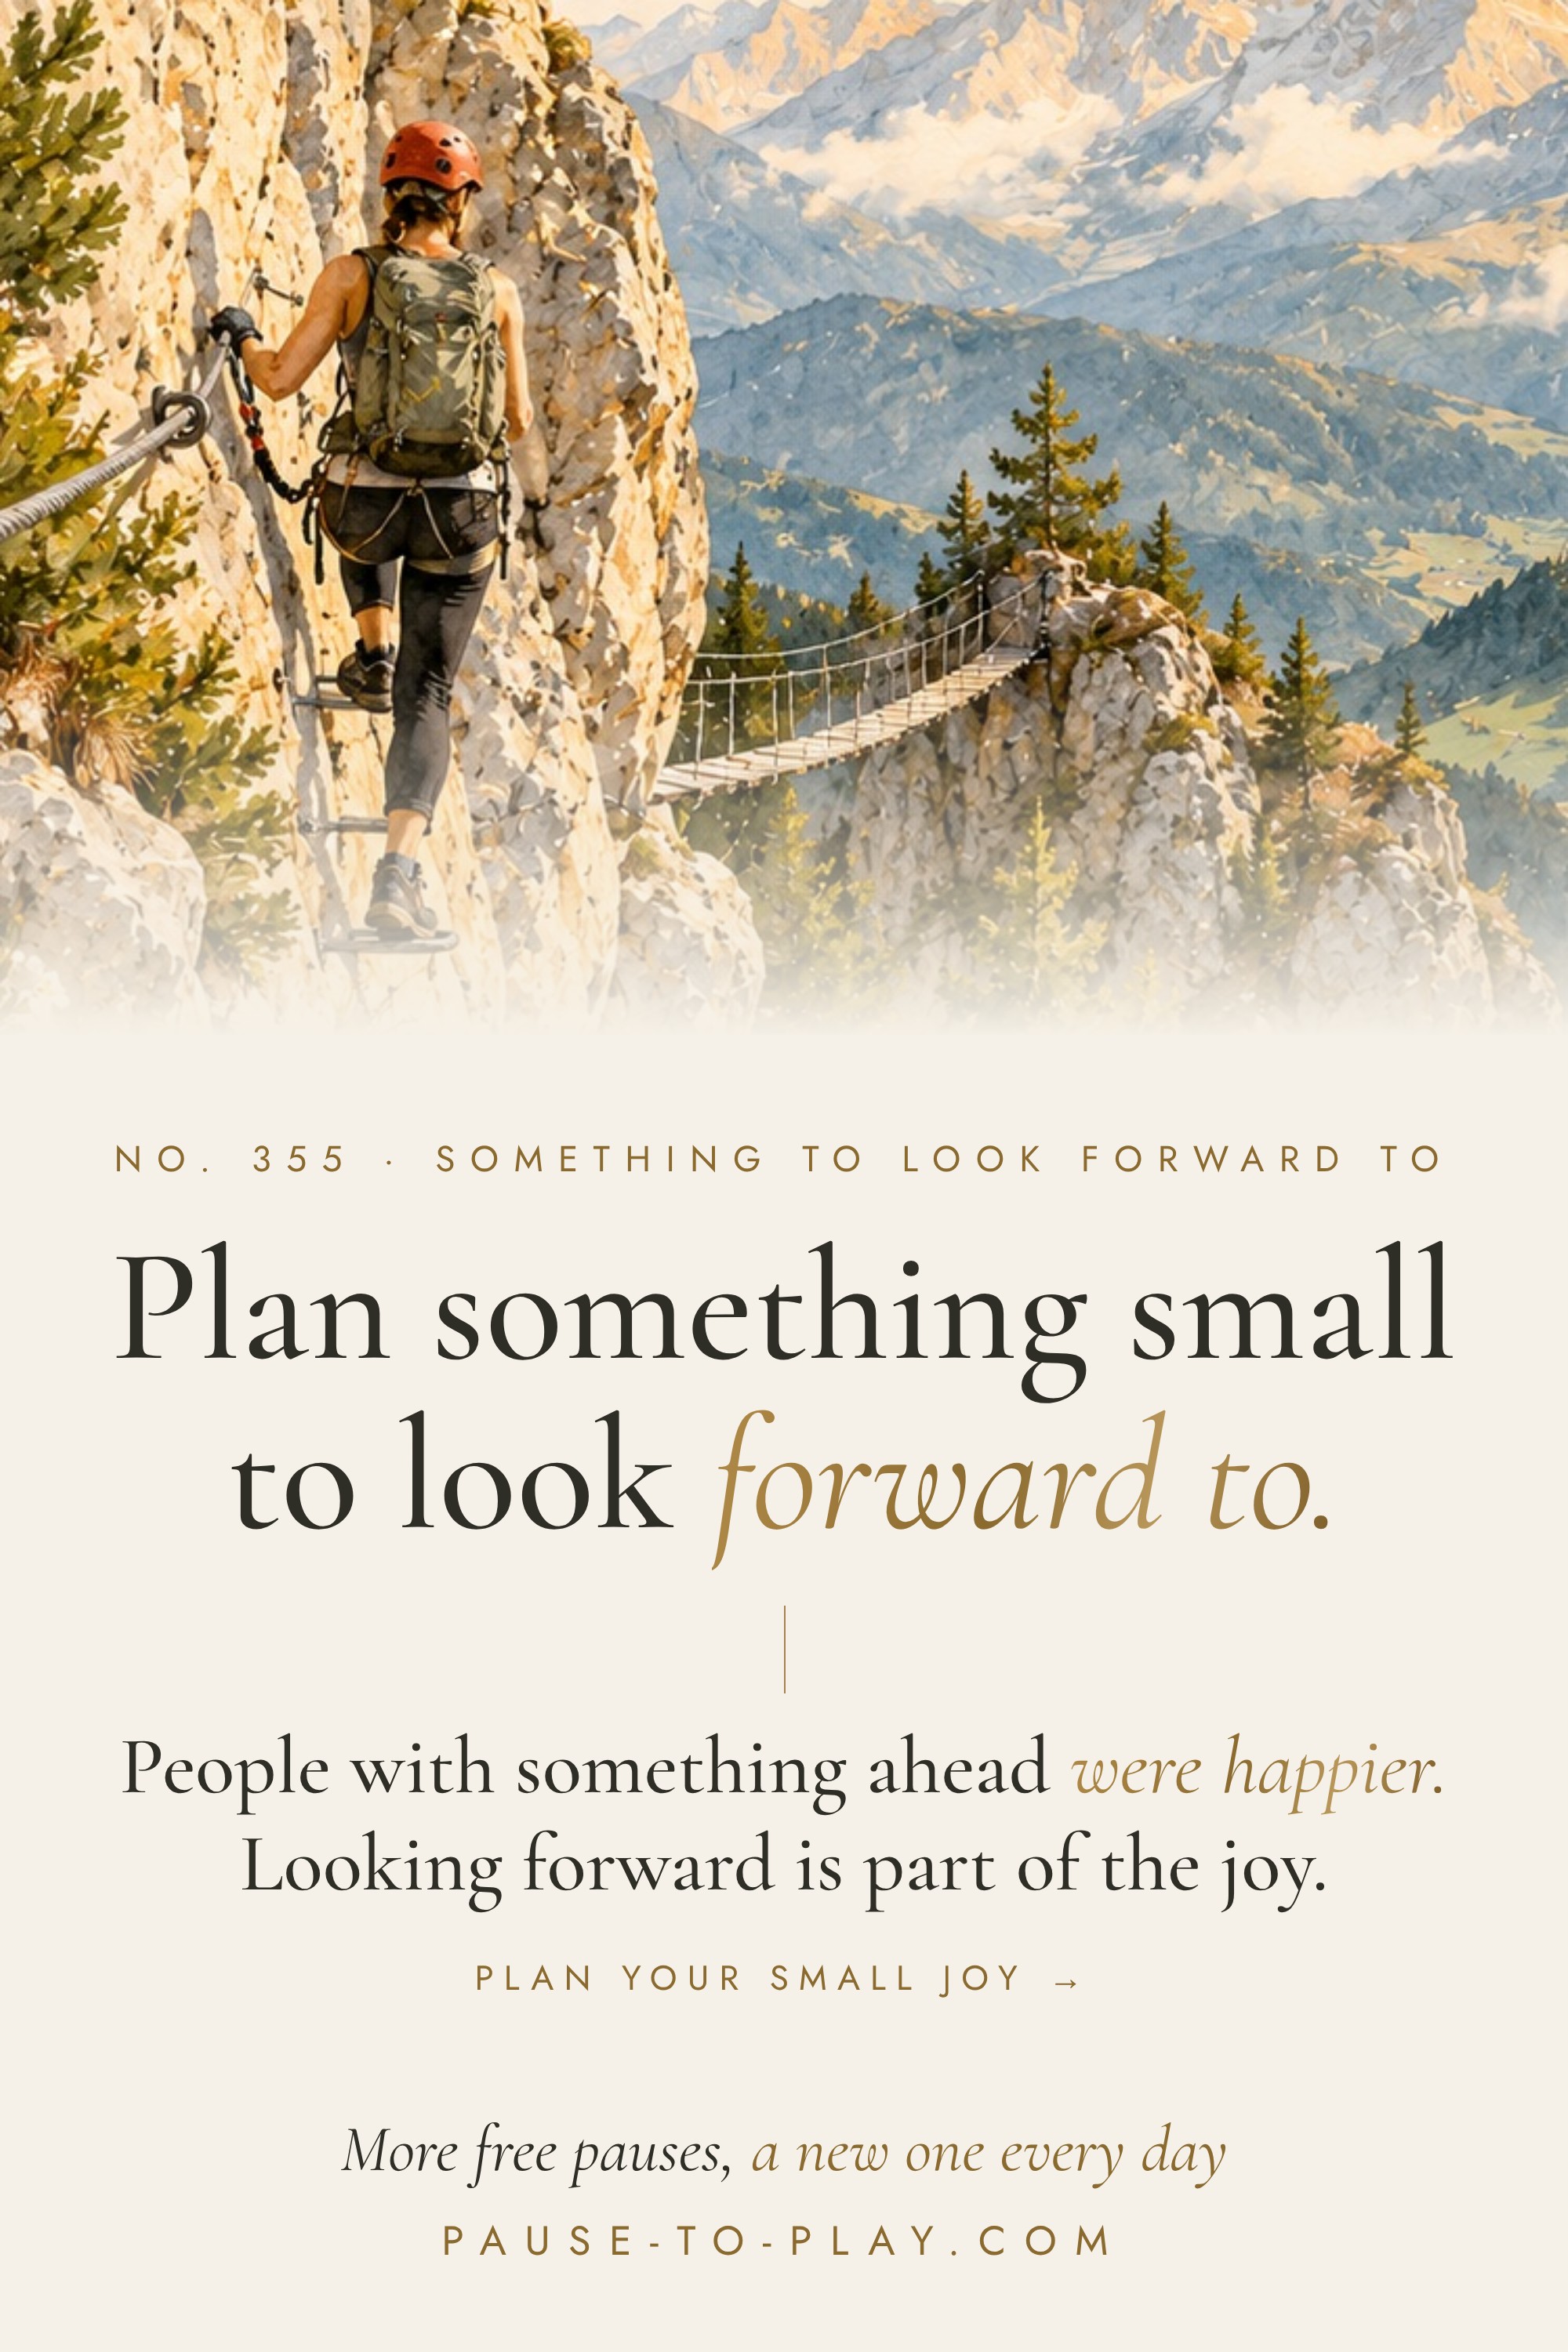 NO. 355 · SOMETHING TO LOOK FORWARD TO
Plan something small
to look forward to.
People with something ahead were happier.
Looking forward is part of the joy.
PLAN YOUR SMALL JOY →
More free pauses, a new one every day
PAUSE-TO-PLAY.COM